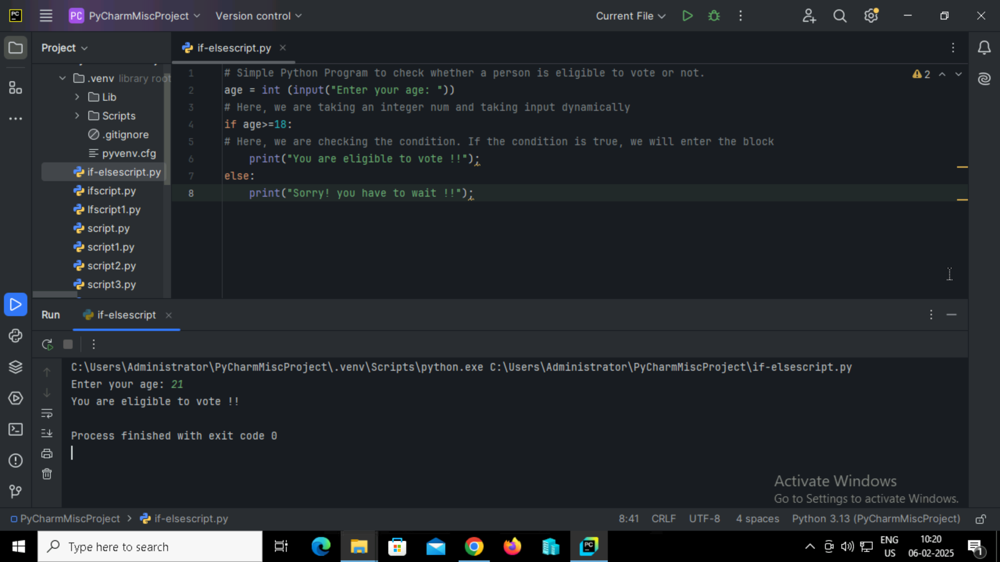 PC PC PyCharmMiscProject Version control Current File
Project
if-elsescript.py
.venv library root
Lib
Scripts
.gitignore
pyvenv.cfg
if-elsescript.py
ifscript.py
Ifscript1.py
script.py
script1.py
script2.py
script3.py
1 # Simple Python Program to check whether a person is eligible to vote or not.
2 age = int (input("Enter your age: "))
3 # Here, we are taking an integer num and taking input dynamically
4 if age>=18:
5 # Here, we are checking the condition. If the condition is true, we will enter the block
6 print("You are eligible to vote !!");
7 else:
8 print("Sorry! you have to wait !!");
2
Run if-elsescript
C:\Users\Administrator\PyCharmMiscProject\.venv\Scripts\python.exe C:\Users\Administrator\PyCharmMiscProject\if-elsescript.py
Enter your age: 21
You are eligible to vote !!
Process finished with exit code 0
Activate Windows
Go to Settings to activate Windows.
PyCharmMiscProject if-elsescript.py 8:41 CRLF UTF-8 4 spaces Python 3.13 (PyCharmMiscProject)
Type here to search
PC
ENG
US
10:20
06-02-2025
1